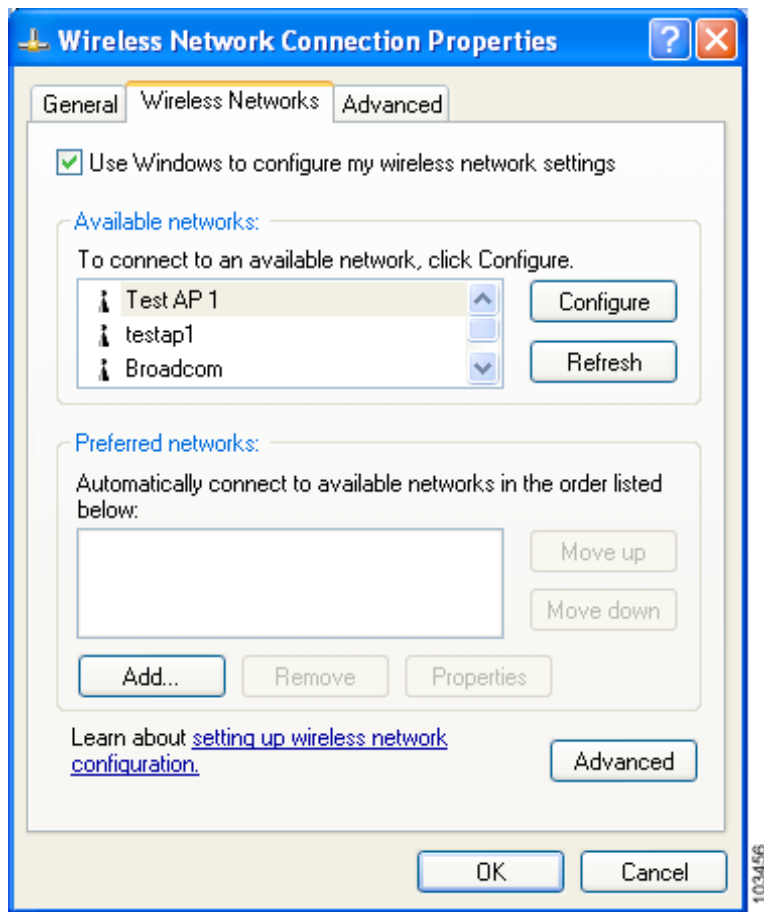 Wireless Network Connection Properties
General Wireless Networks Advanced
Use Windows to configure my wireless network settings
Available networks:
To connect to an available network, click Configure.
Test AP 1
testap1
Broadcom
Configure
Refresh
Preferred networks:
Automatically connect to available networks in the order listed
below:
Move up
Move down
Add... Remove Properties
Learn about setting up wireless network
configuration.
Advanced
OK Cancel
103456